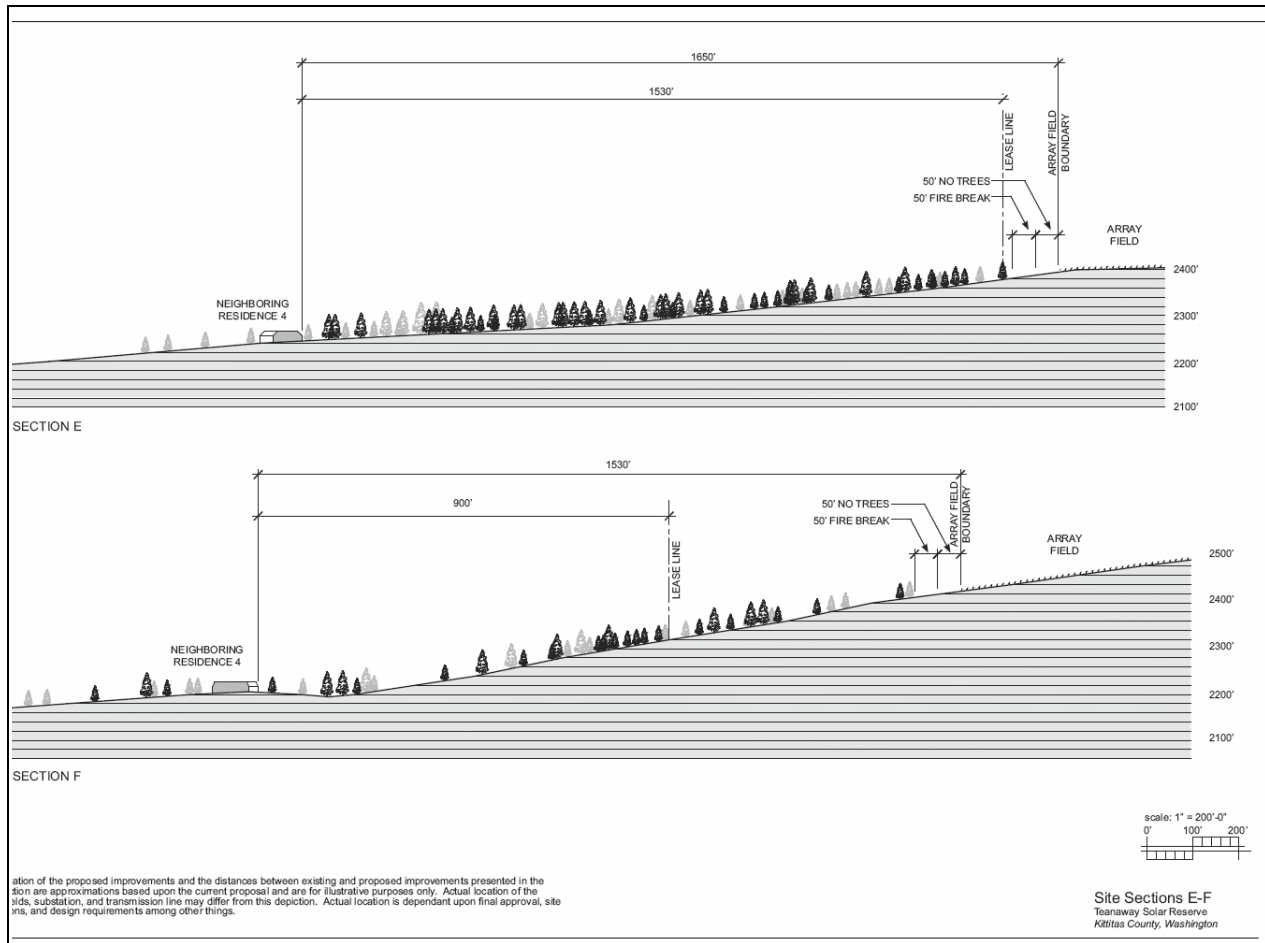 1650'
1530'
LEASE LINE
ARRAY FIELD
BOUNDARY
50' NO TREES
50' FIRE BREAK
ARRAY
FIELD
NEIGHBORING
RESIDENCE 4
2400'
2300'
2200'
2100'
SECTION E
1530'
900'
LEASE LINE
50' NO TREES
50' FIRE BREAK
ARRAY FIELD
BOUNDARY
ARRAY
FIELD
NEIGHBORING
RESIDENCE 4
2500'
2400'
2300'
2200'
2100'
SECTION F
scale: 1" = 200'-0"
0' 100' 200'
ation of the proposed improvements and the distances between existing and proposed improvements presented in the
tion are approximations based upon the current proposal and are for illustrative purposes only. Actual location of the
elds, substation, and transmission line may differ from this depiction. Actual location is dependant upon final approval, site
ons, and design requirements among other things.
Site Sections E-F
Teanaway Solar Reserve
Kittitas County, Washington